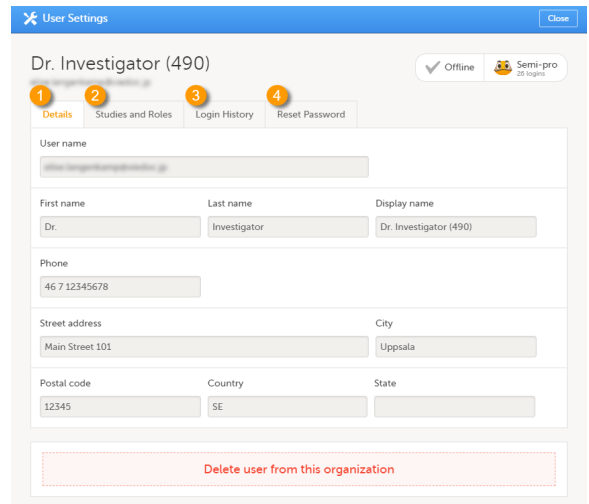 User Settings
Close
Dr. Investigator (490)
Offline
Semi-pro
26 logins
1
2
3
4
Details
Studies and Roles
Login History
Reset Password
User name
First name
Last name
Display name
Dr.
Investigator
Dr. Investigator (490)
Phone
46 7 12345678
Street address
City
Main Street 101
Uppsala
Postal code
Country
State
12345
SE
Delete user from this organization